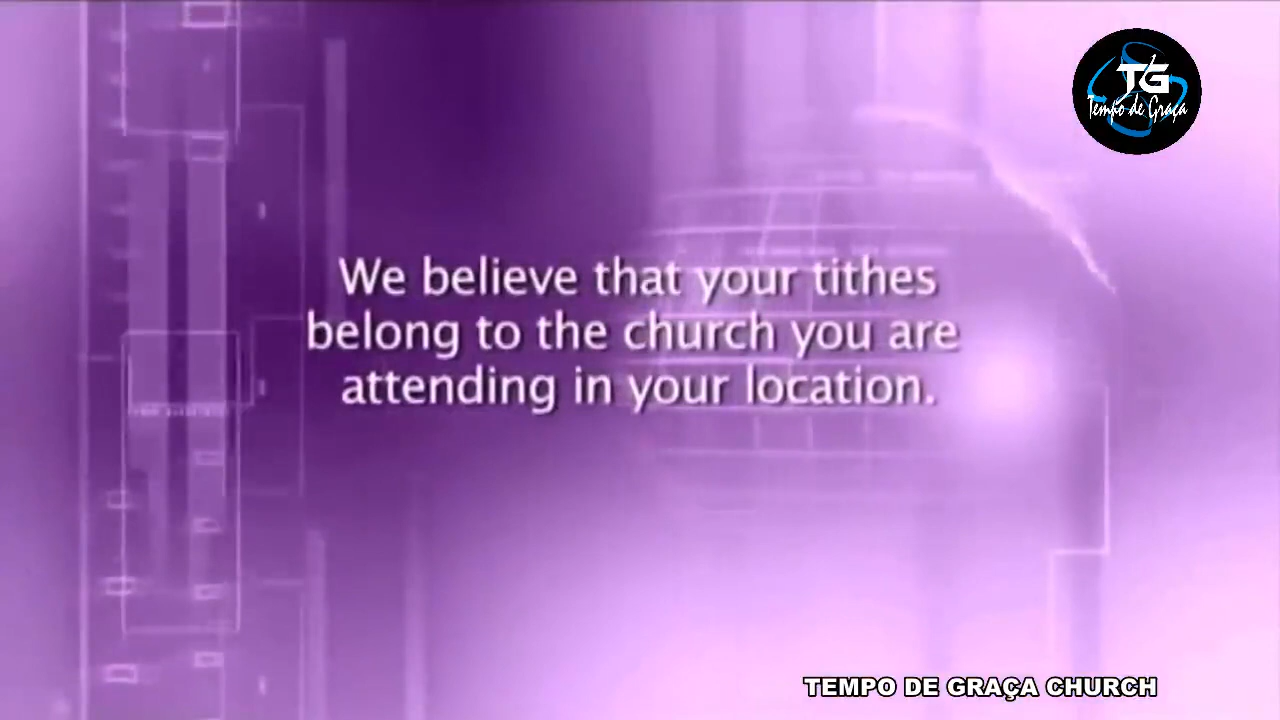 TG
Tempo de Graça
We believe that your tithes
belong to the church you are
attending in your location.
TEMPO DE GRAÇA CHURCH